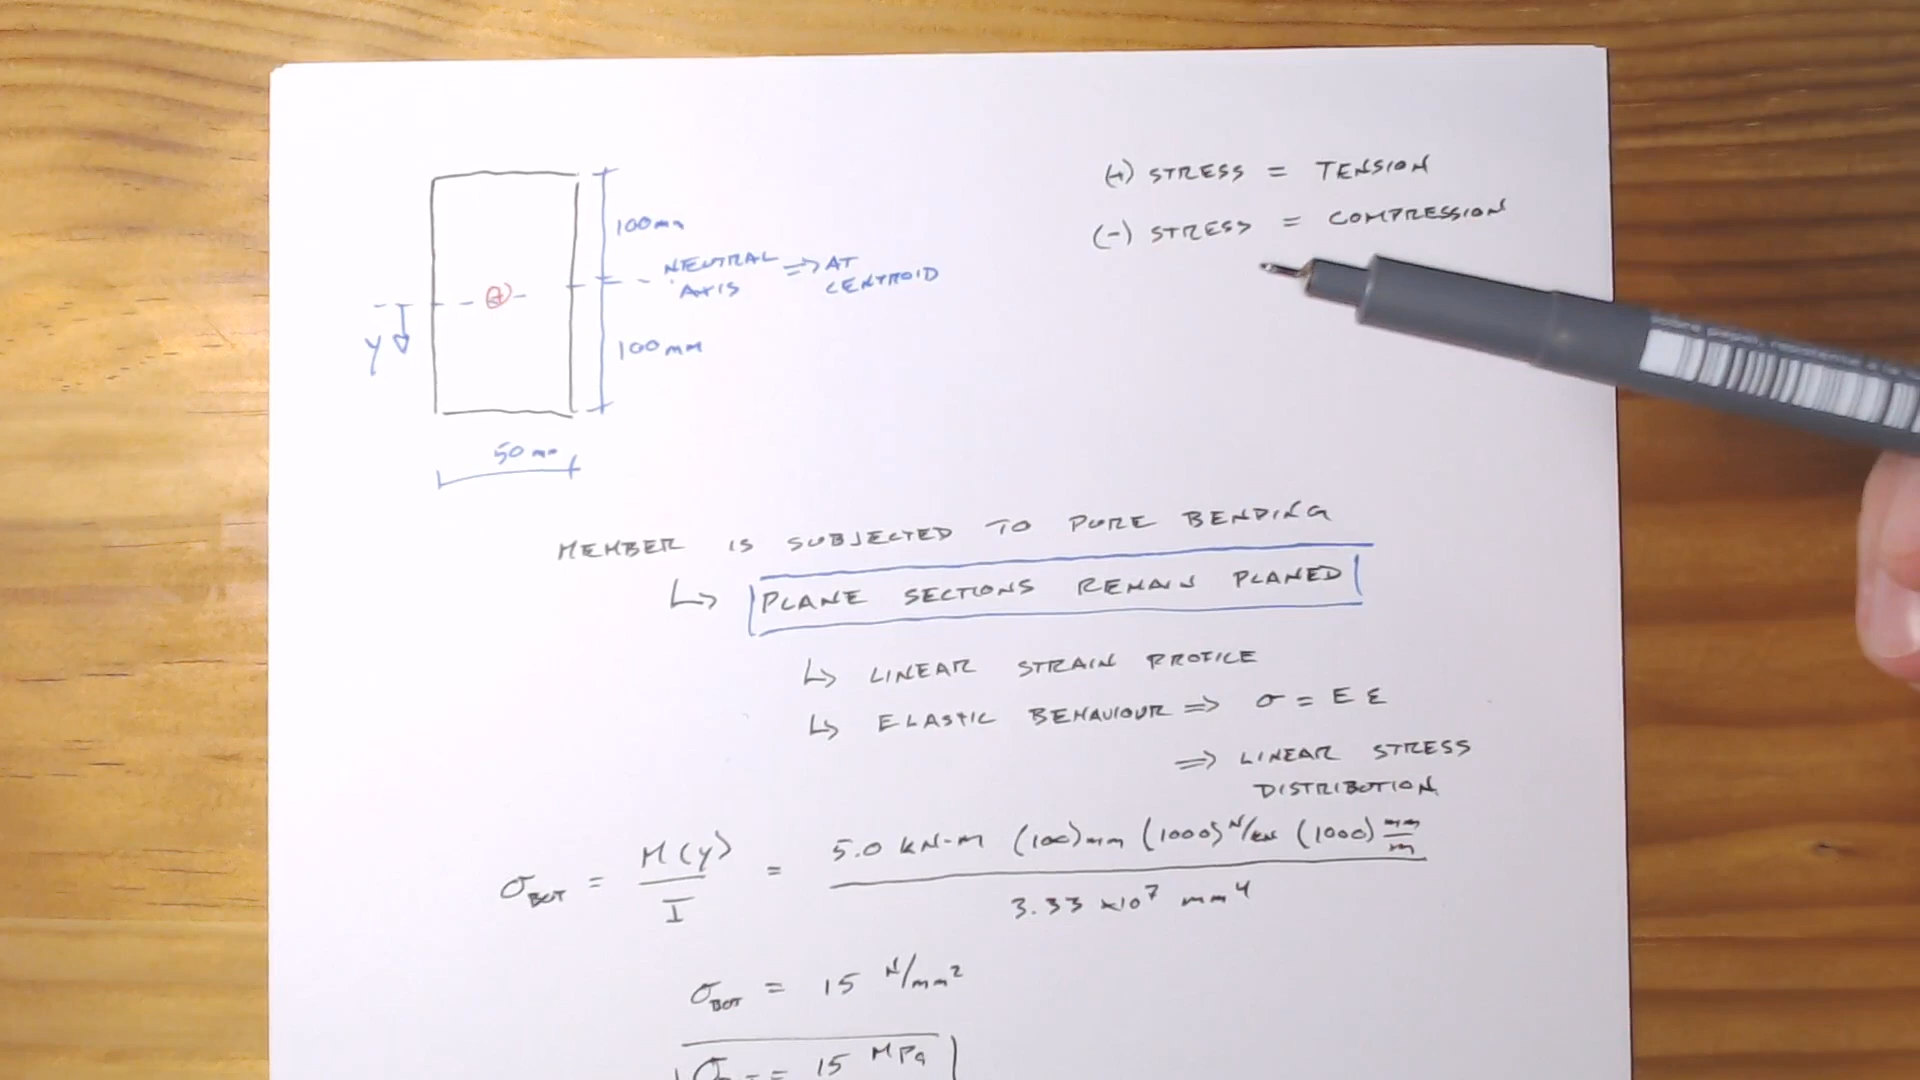 100mm
NEUTRAL AXIS => AT CENTROID
y
100mm
50mm
(+) STRESS = TENSION
(-) STRESS = COMPRESSION
MEMBER IS SUBJECTED TO PURE BENDING
↳ PLANE SECTIONS REMAIN PLANED
↳ LINEAR STRAIN PROFILE
↳ ELASTIC BEHAVIOUR => σ = E ε
=> LINEAR STRESS
DISTRIBUTION
σBOT = M(y)/I = 5.0 kN-m (100)mm (1000) N/kN (1000) mm/m / 3.33 x10^7 mm^4
σBOT = 15 N/mm²
σ = 15 MPa